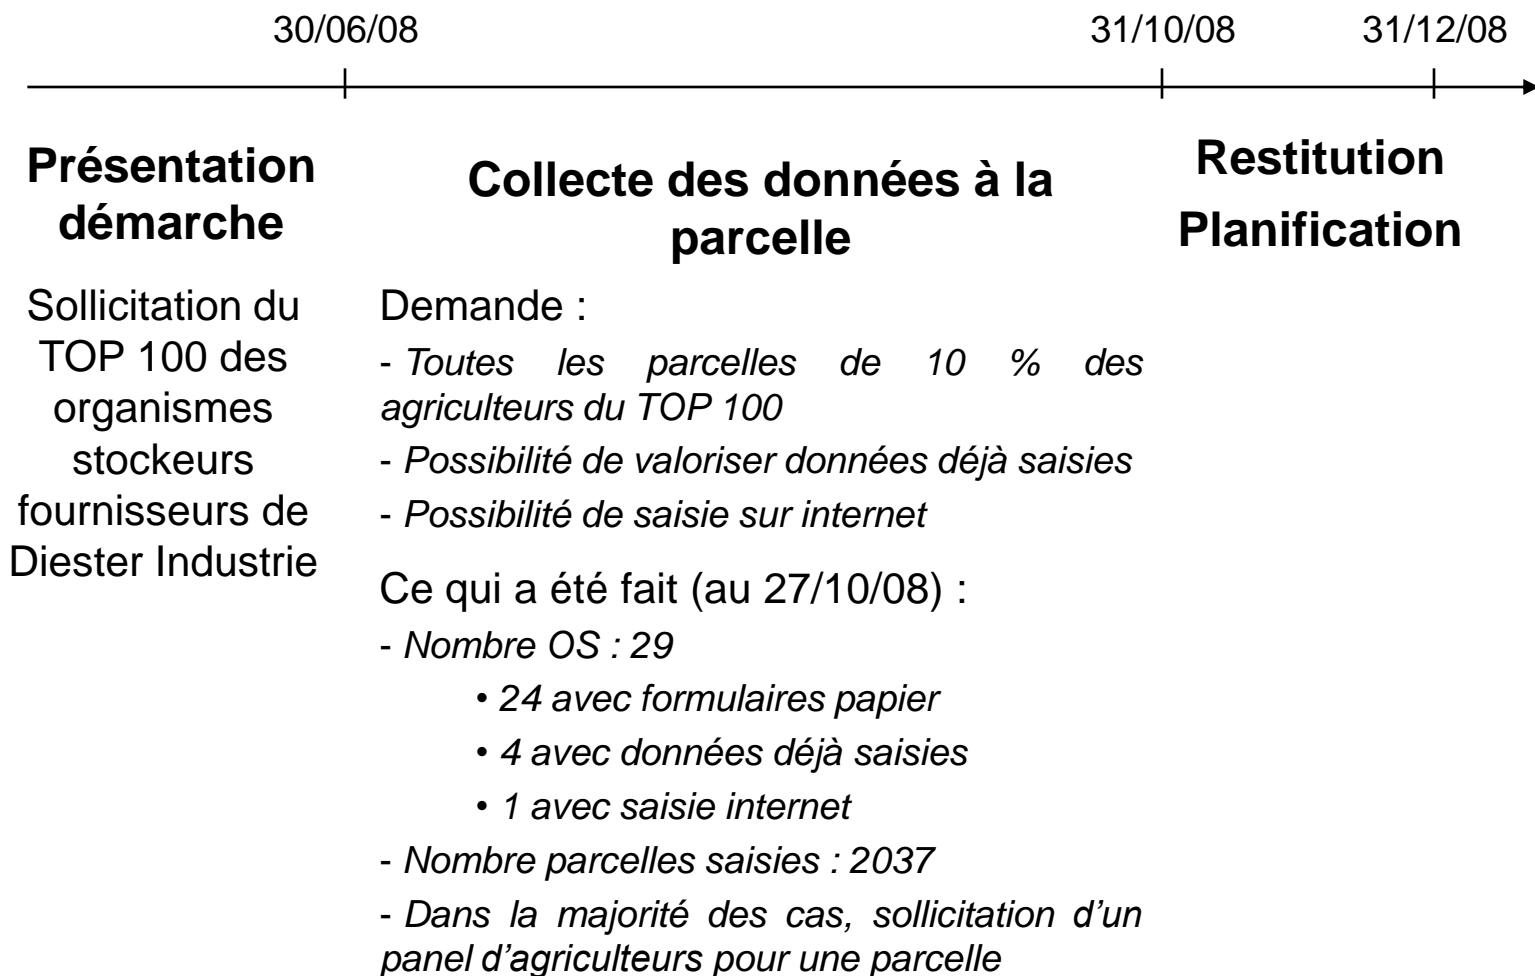 30/06/08 31/10/08 31/12/08
Présentation
démarche
Sollicitation du
TOP 100 des
organismes
stockeurs
fournisseurs de
Diester Industrie
Collecte des données à la
parcelle
Demande :
- Toutes les parcelles de 10 % des
agriculteurs du TOP 100
- Possibilité de valoriser données déjà saisies
- Possibilité de saisie sur internet
Ce qui a été fait (au 27/10/08) :
- Nombre OS : 29
• 24 avec formulaires papier
• 4 avec données déjà saisies
• 1 avec saisie internet
- Nombre parcelles saisies : 2037
- Dans la majorité des cas, sollicitation d’un
panel d’agriculteurs pour une parcelle
Restitution
Planification